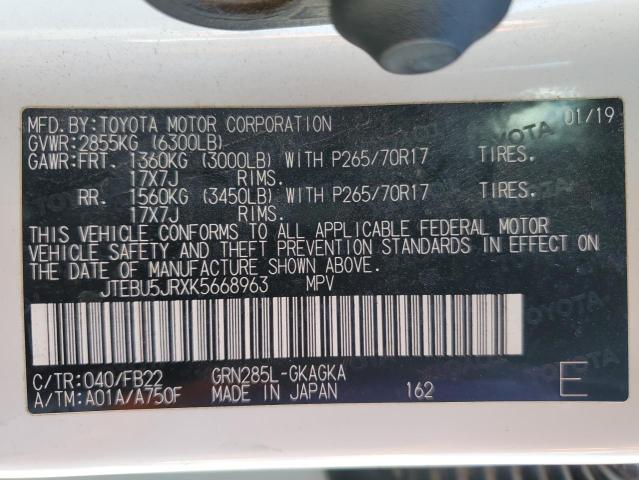 MFD.BY:TOYOTA MOTOR CORPORATION 01/19
GVWR:2855KG (6300LB)
GAWR:FRT. 1360KG (3000LB) WITH P265/70R17 TIRES.
17X7J RIMS.
RR. 1560KG (3450LB) WITH P265/70R17 TIRES.
17X7J RIMS.
THIS VEHICLE CONFORMS TO ALL APPLICABLE FEDERAL MOTOR
VEHICLE SAFETY AND THEFT PREVENTION STANDARDS IN EFFECT ON
THE DATE OF MANUFACTURE SHOWN ABOVE.
JTEBU5JRXK5668963 MPV
C/TR:040/FB22 GRN285L-GKAGKA
A/TM:A01A/A750F MADE IN JAPAN 162 E